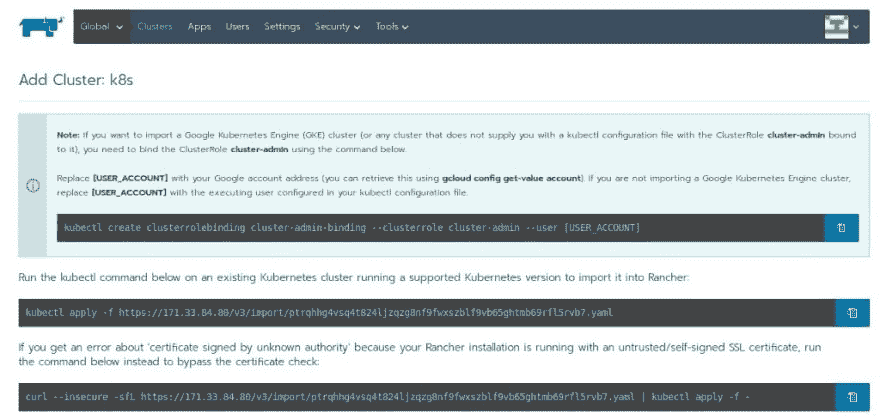 Global Clusters Apps Users Settings Security Tools
Add Cluster: k8s
Note: If you want to import a Google Kubernetes Engine (GKE) cluster (or any cluster that does not supply you with a kubectl configuration file with the ClusterRole cluster-admin bound
to it), you need to bind the ClusterRole cluster-admin using the command below.
Replace [USER_ACCOUNT] with your Google account address (you can retrieve this using gcloud config get-value account). If you are not importing a Google Kubernetes Engine cluster,
replace [USER_ACCOUNT] with the executing user configured in your kubectl configuration file.
kubectl create clusterrolebinding cluster-admin-binding --clusterrole cluster-admin --user [USER_ACCOUNT]
Run the kubectl command below on an existing Kubernetes cluster running a supported Kubernetes version to import it into Rancher:
kubectl apply -f https://171.33.84.80/v3/import/ptrqhhg4vsq4t824ljzqzg8nf9fwxszblf9vb65ghtmb69rfl5rvb7.yaml
If you get an error about 'certificate signed by unknown authority' because your Rancher installation is running with an untrusted/self-signed SSL certificate, run
the command below instead to bypass the certificate check:
curl --insecure -sfL https://171.33.84.80/v3/import/ptrqhhg4vsq4t824ljzqzg8nf9fwxszblf9vb65ghtmb69rfl5rvb7.yaml | kubectl apply -f -